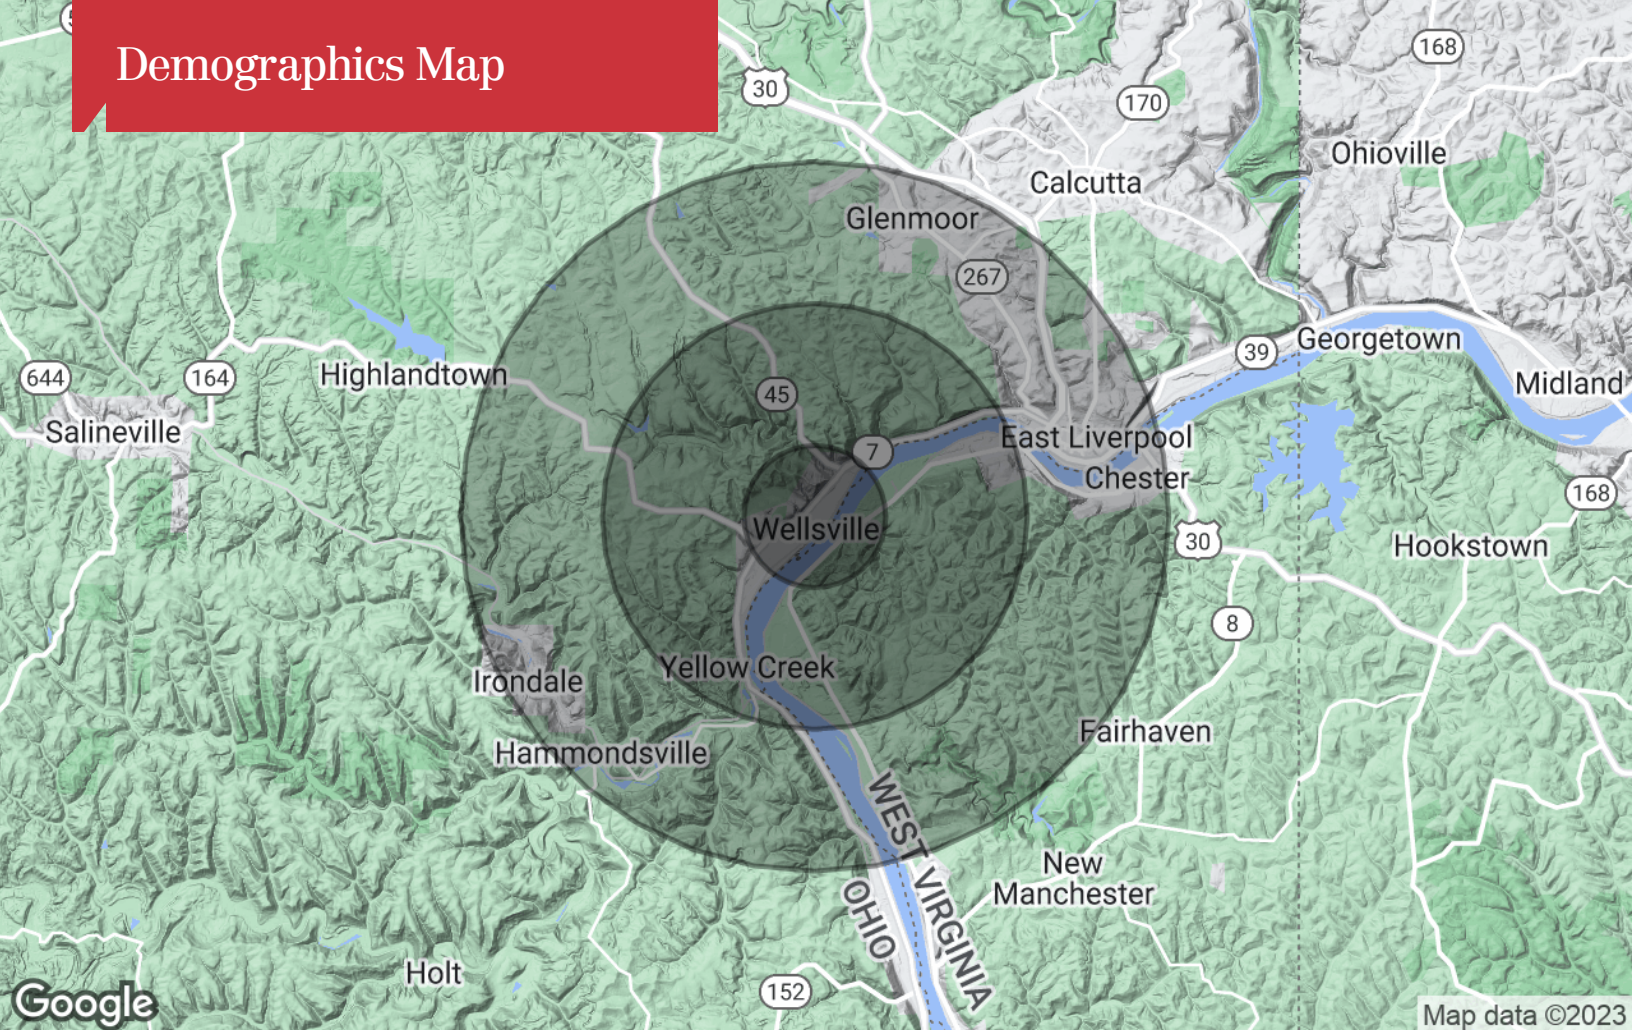 Demographics Map
30
168
170
Ohioville
Calcutta
Glenmoor
267
39
Georgetown
644
164
Highlandtown
45
Midland
Salineville
7
East Liverpool
Chester
168
Wellsville
30
Hookstown
8
Yellow Creek
Irondale
Fairhaven
Hammondsville
WEST VIRGINIA
OHIO
New
Manchester
Holt
152
Google
Map data ©2023